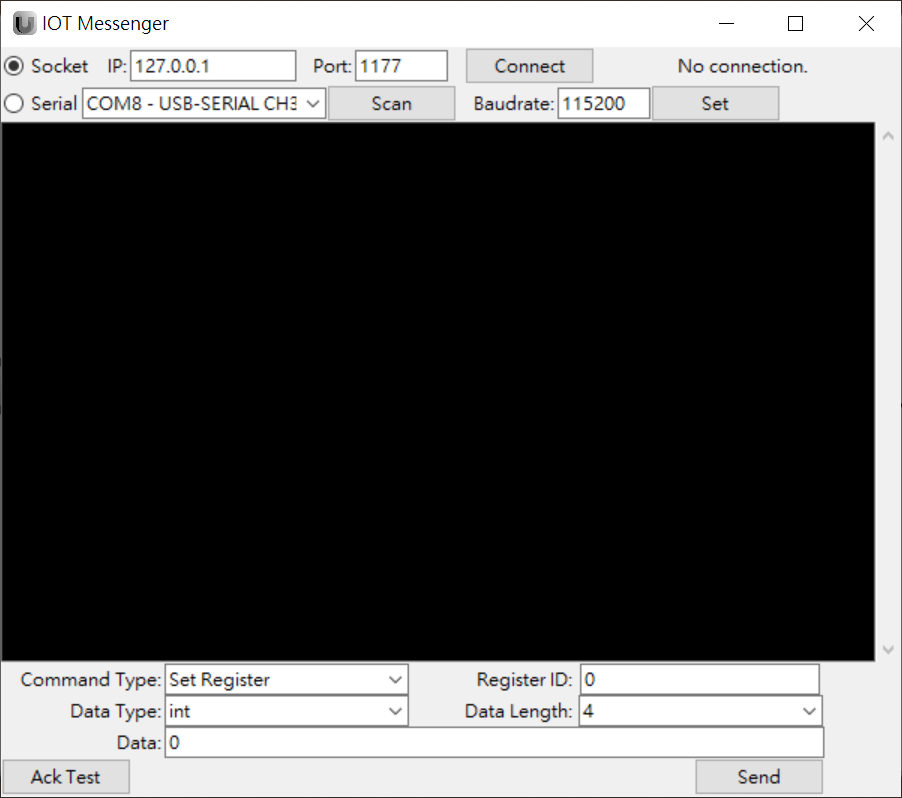 IOT Messenger
Socket IP: 127.0.0.1 Port: 1177 Connect No connection.
Serial COM8 - USB-SERIAL CH3 Scan Baudrate: 115200 Set
Command Type: Set Register Register ID: 0
Data Type: int Data Length: 4
Data: 0
Ack Test Send